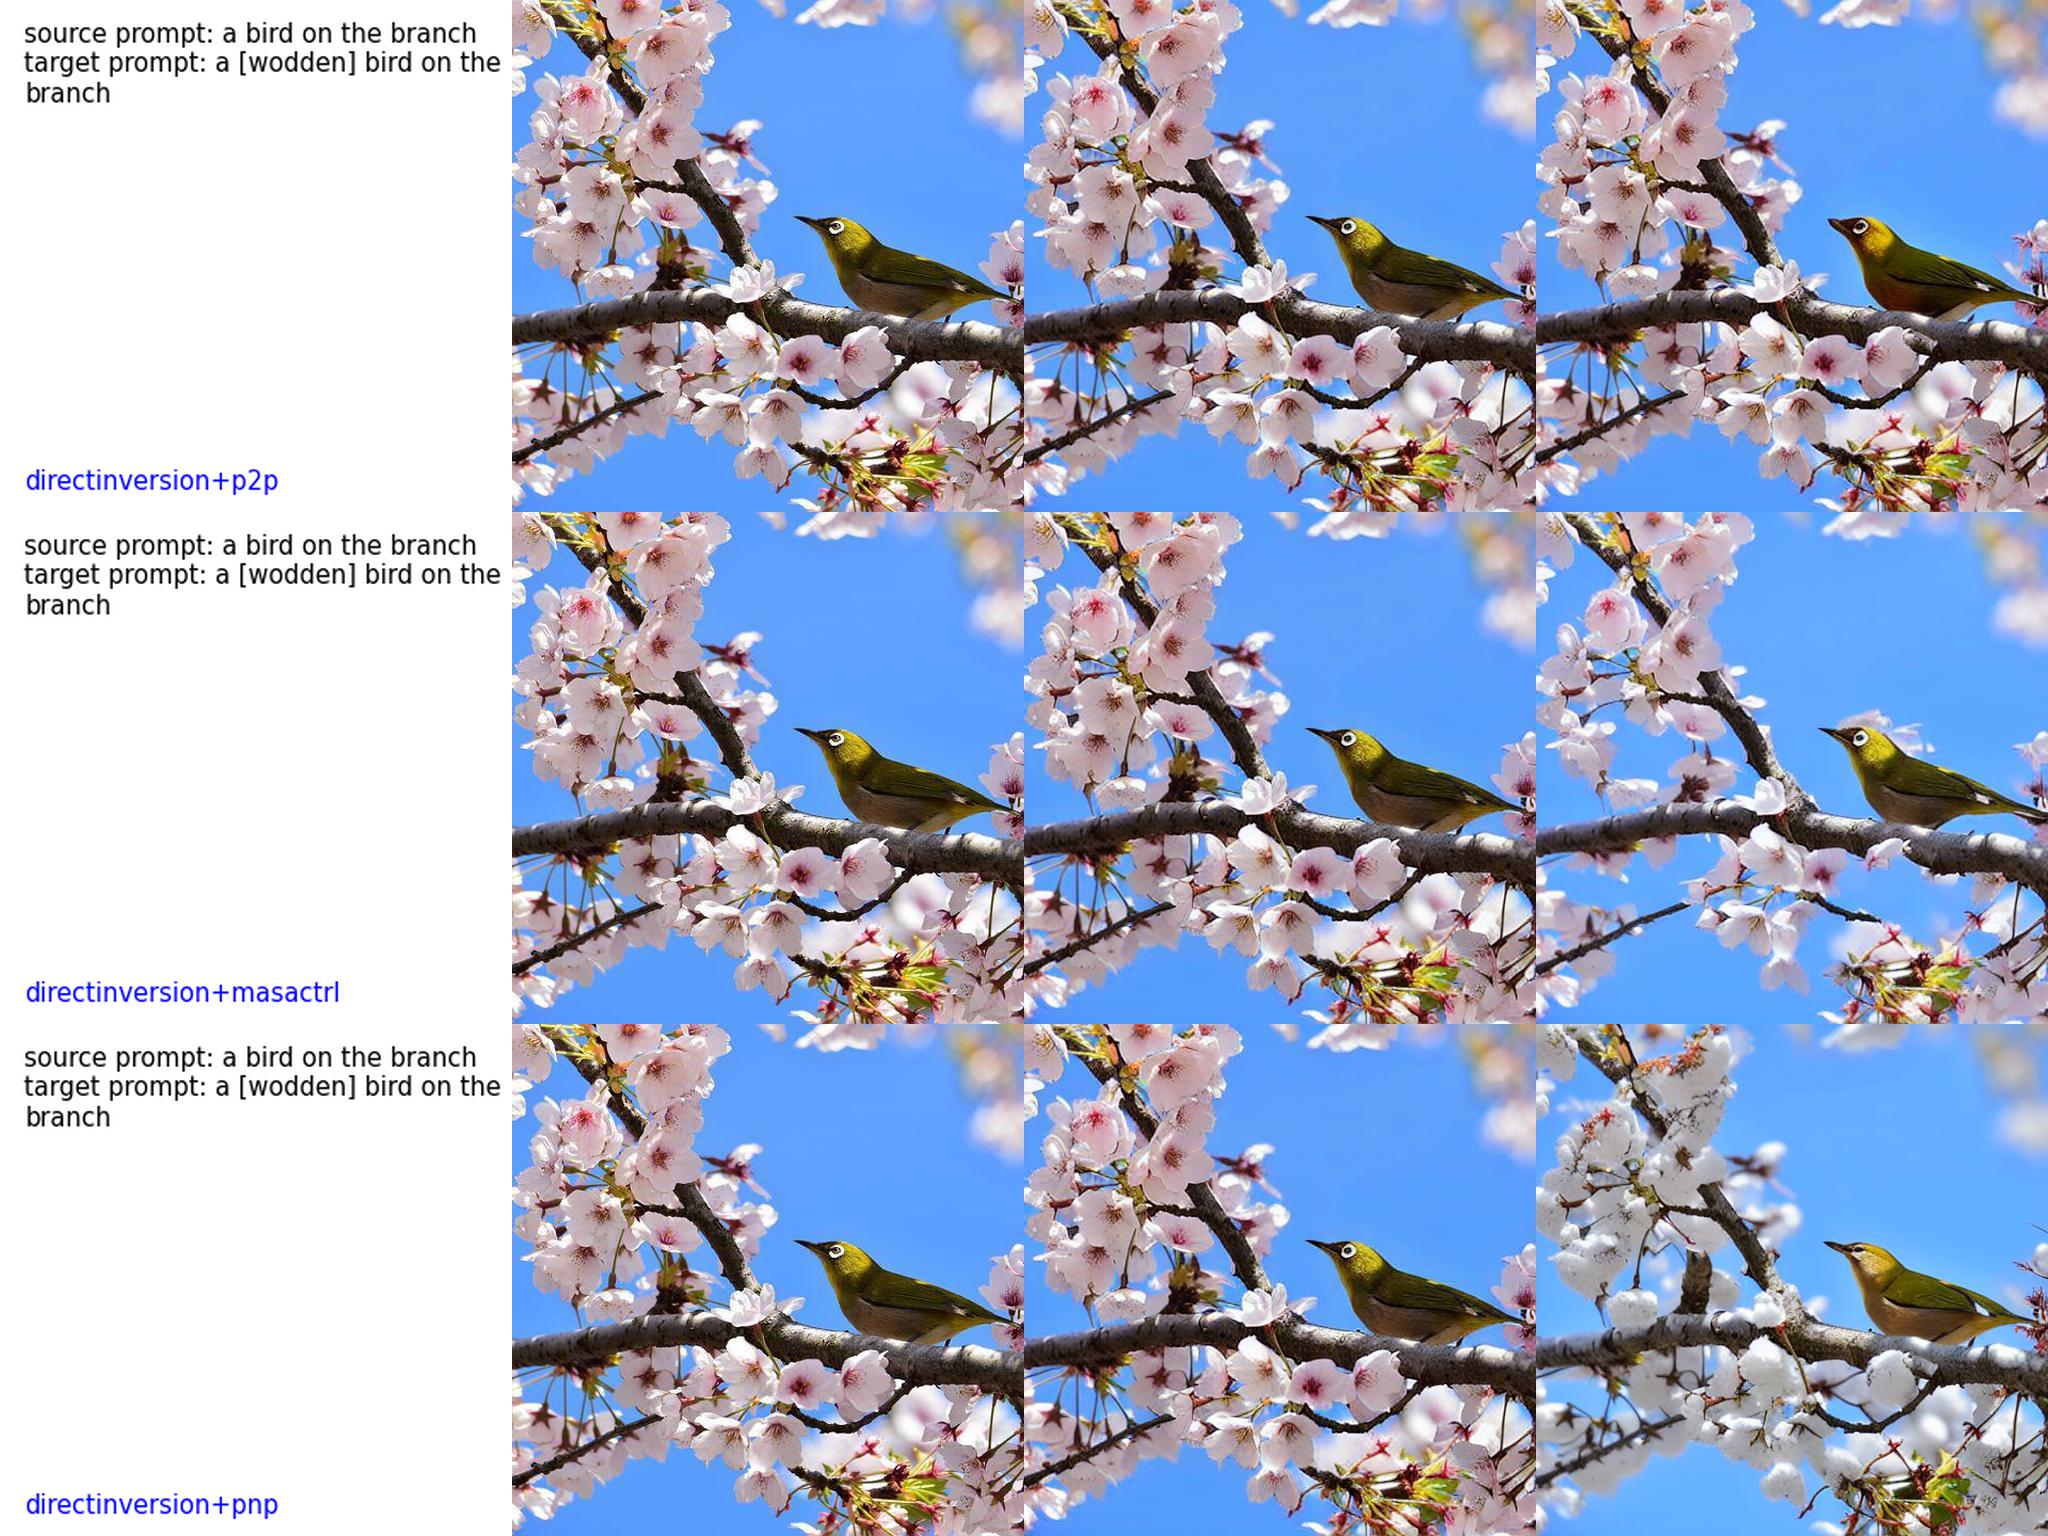 source prompt: a bird on the branch
target prompt: a [wodden] bird on the
branch
directinversion+p2p
source prompt: a bird on the branch
target prompt: a [wodden] bird on the
branch
directinversion+masactrl
source prompt: a bird on the branch
target prompt: a [wodden] bird on the
branch
directinversion+pnp